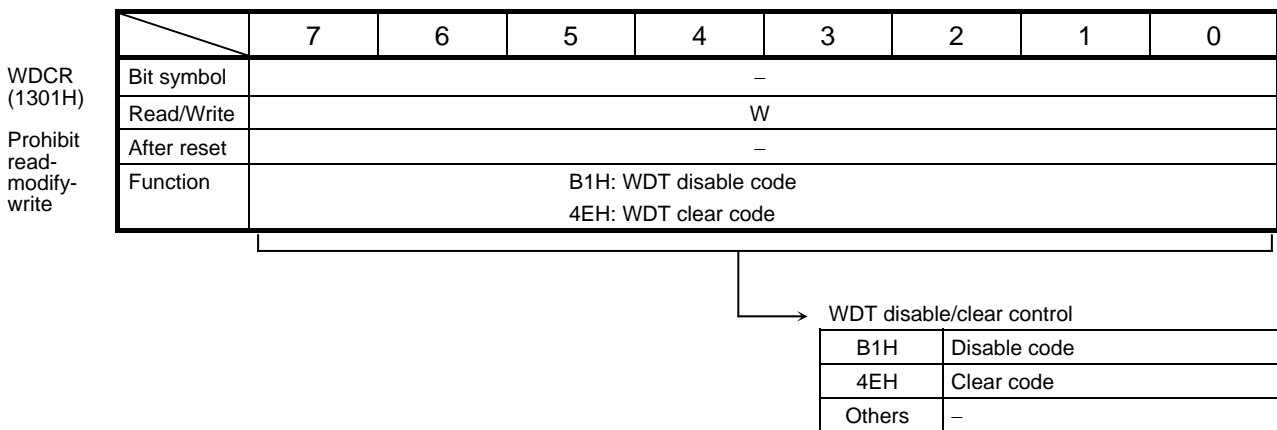 7 6 5 4 3 2 1 0
WDCR
(1301H)
Prohibit
read-
modify-
write
Bit symbol –
Read/Write W
After reset –
Function B1H: WDT disable code
4EH: WDT clear code
WDT disable/clear control
B1H Disable code
4EH Clear code
Others –